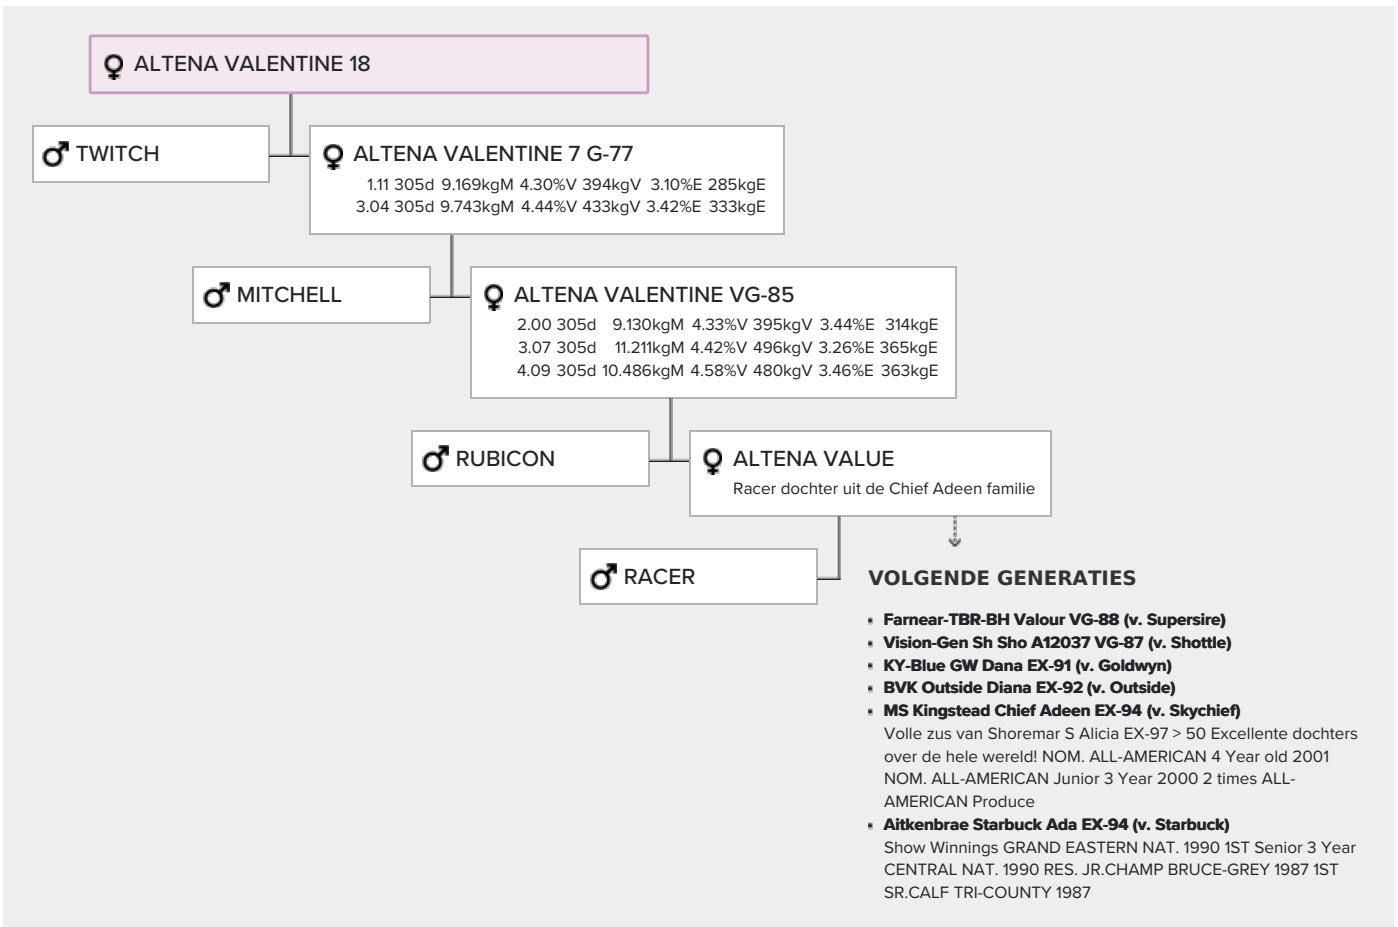 ALTENA VALENTINE 18
TWITCH
ALTENA VALENTINE 7 G-77
1.11 305d 9.169kgM 4.30%V 394kgV 3.10%E 285kgE
3.04 305d 9.743kgM 4.44%V 433kgV 3.42%E 333kgE
MITCHELL
ALTENA VALENTINE VG-85
2.00 305d 9.130kgM 4.33%V 395kgV 3.44%E 314kgE
3.07 305d 11.211kgM 4.42%V 496kgV 3.26%E 365kgE
4.09 305d 10.486kgM 4.58%V 480kgV 3.46%E 363kgE
RUBICON
ALTENA VALUE
Racer dochter uit de Chief Adeen familie
RACER
VOLGENDE GENERATIES
Farnear-TBR-BH Valour VG-88 (v. Supersire)
Vision-Gen Sh Sho A12037 VG-87 (v. Shottle)
KY-Blue GW Dana EX-91 (v. Goldwyn)
BVK Outside Diana EX-92 (v. Outside)
MS Kingstead Chief Adeen EX-94 (v. Skychief)
Volle zus van Shoremar S Alicia EX-97 > 50 Excellente dochters
over de hele wereld! NOM. ALL-AMERICAN 4 Year old 2001
NOM. ALL-AMERICAN Junior 3 Year 2000 2 times ALL-
AMERICAN Produce
Aitkenbrae Starbuck Ada EX-94 (v. Starbuck)
Show Winnings GRAND EASTERN NAT. 1990 1ST Senior 3 Year
CENTRAL NAT. 1990 RES. JR.CHAMP BRUCE-GREY 1987 1ST
SR.CALF TRI-COUNTY 1987